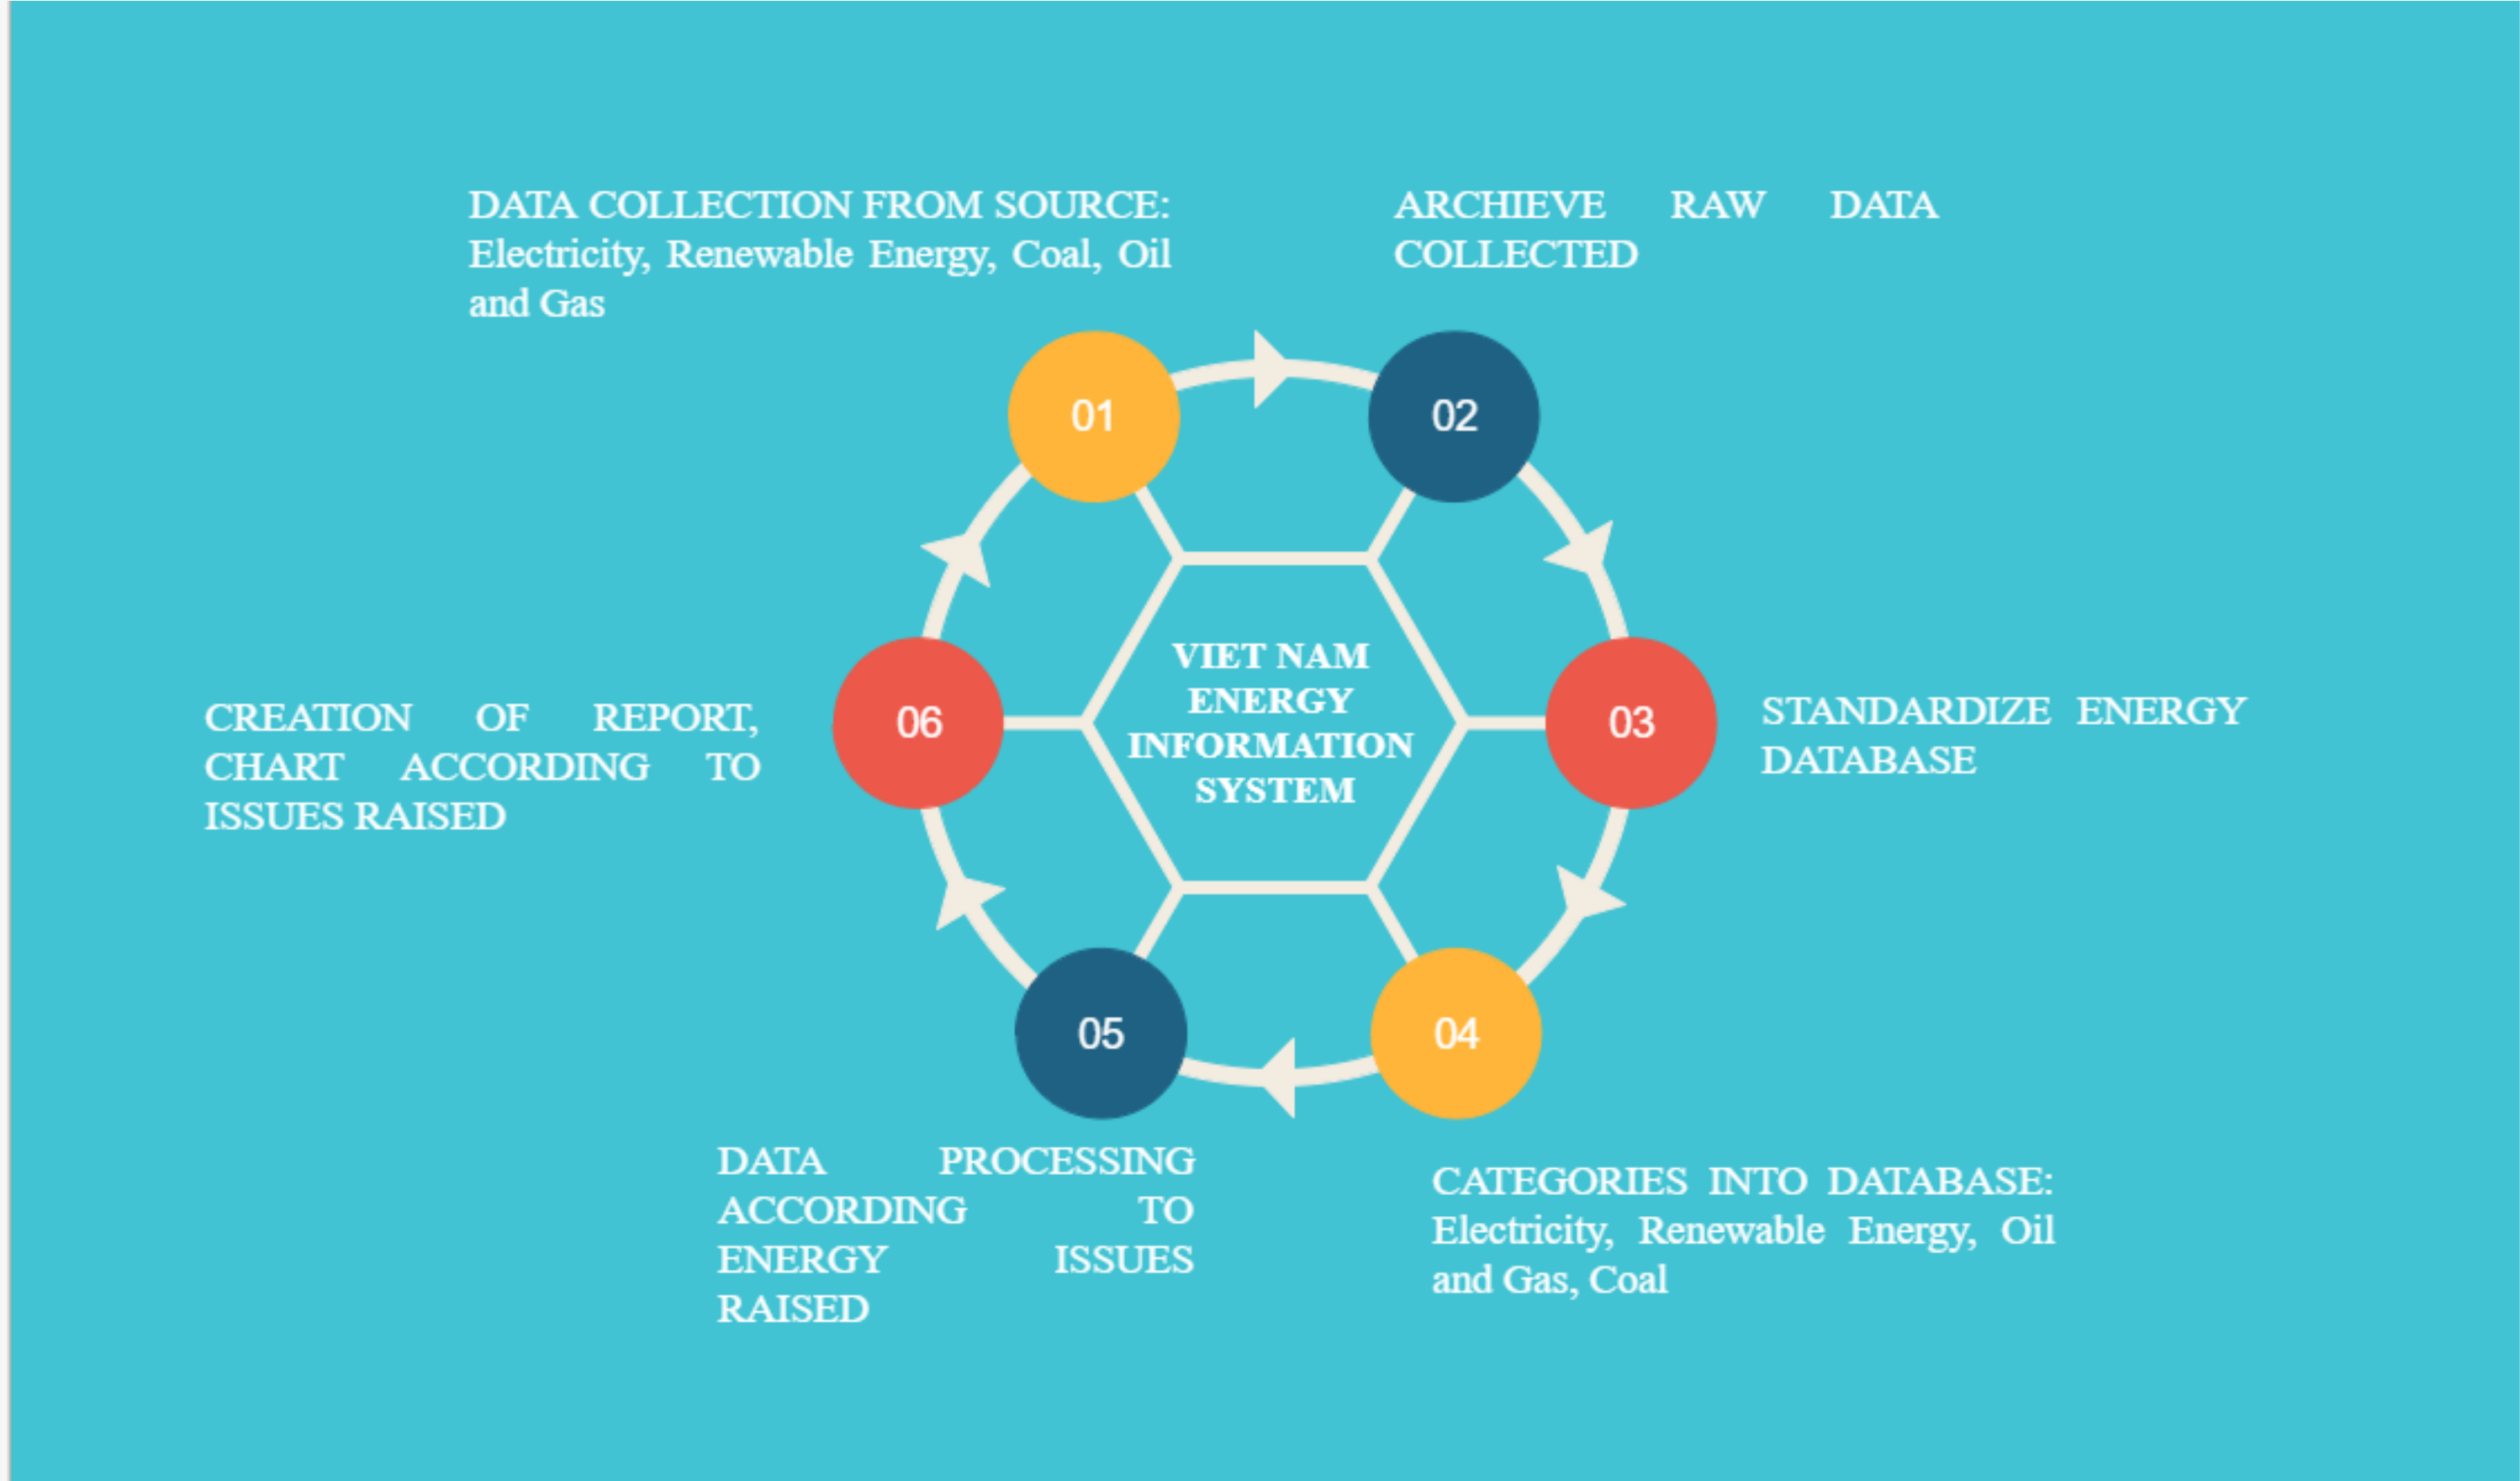 DATA COLLECTION FROM SOURCE:
Electricity, Renewable Energy, Coal, Oil
and Gas
ARCHIEVE RAW DATA
COLLECTED
01
02
VIET NAM
ENERGY
INFORMATION
SYSTEM
06
03
CREATION OF REPORT,
CHART ACCORDING TO
ISSUES RAISED
STANDARDIZE ENERGY
DATABASE
05
04
DATA PROCESSING
ACCORDING TO
ENERGY ISSUES
RAISED
CATEGORIES INTO DATABASE:
Electricity, Renewable Energy, Oil
and Gas, Coal